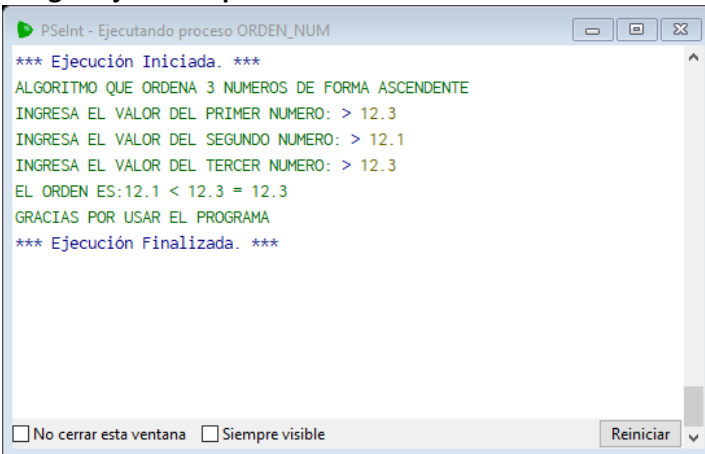 PSeInt - Ejecutando proceso ORDEN_NUM
*** Ejecución Iniciada. ***
ALGORITMO QUE ORDENA 3 NUMEROS DE FORMA ASCENDENTE
INGRESA EL VALOR DEL PRIMER NUMERO: > 12.3
INGRESA EL VALOR DEL SEGUNDO NUMERO: > 12.1
INGRESA EL VALOR DEL TERCER NUMERO: > 12.3
EL ORDEN ES:12.1 < 12.3 = 12.3
GRACIAS POR USAR EL PROGRAMA
*** Ejecución Finalizada. ***
No cerrar esta ventana Siempre visible Reiniciar